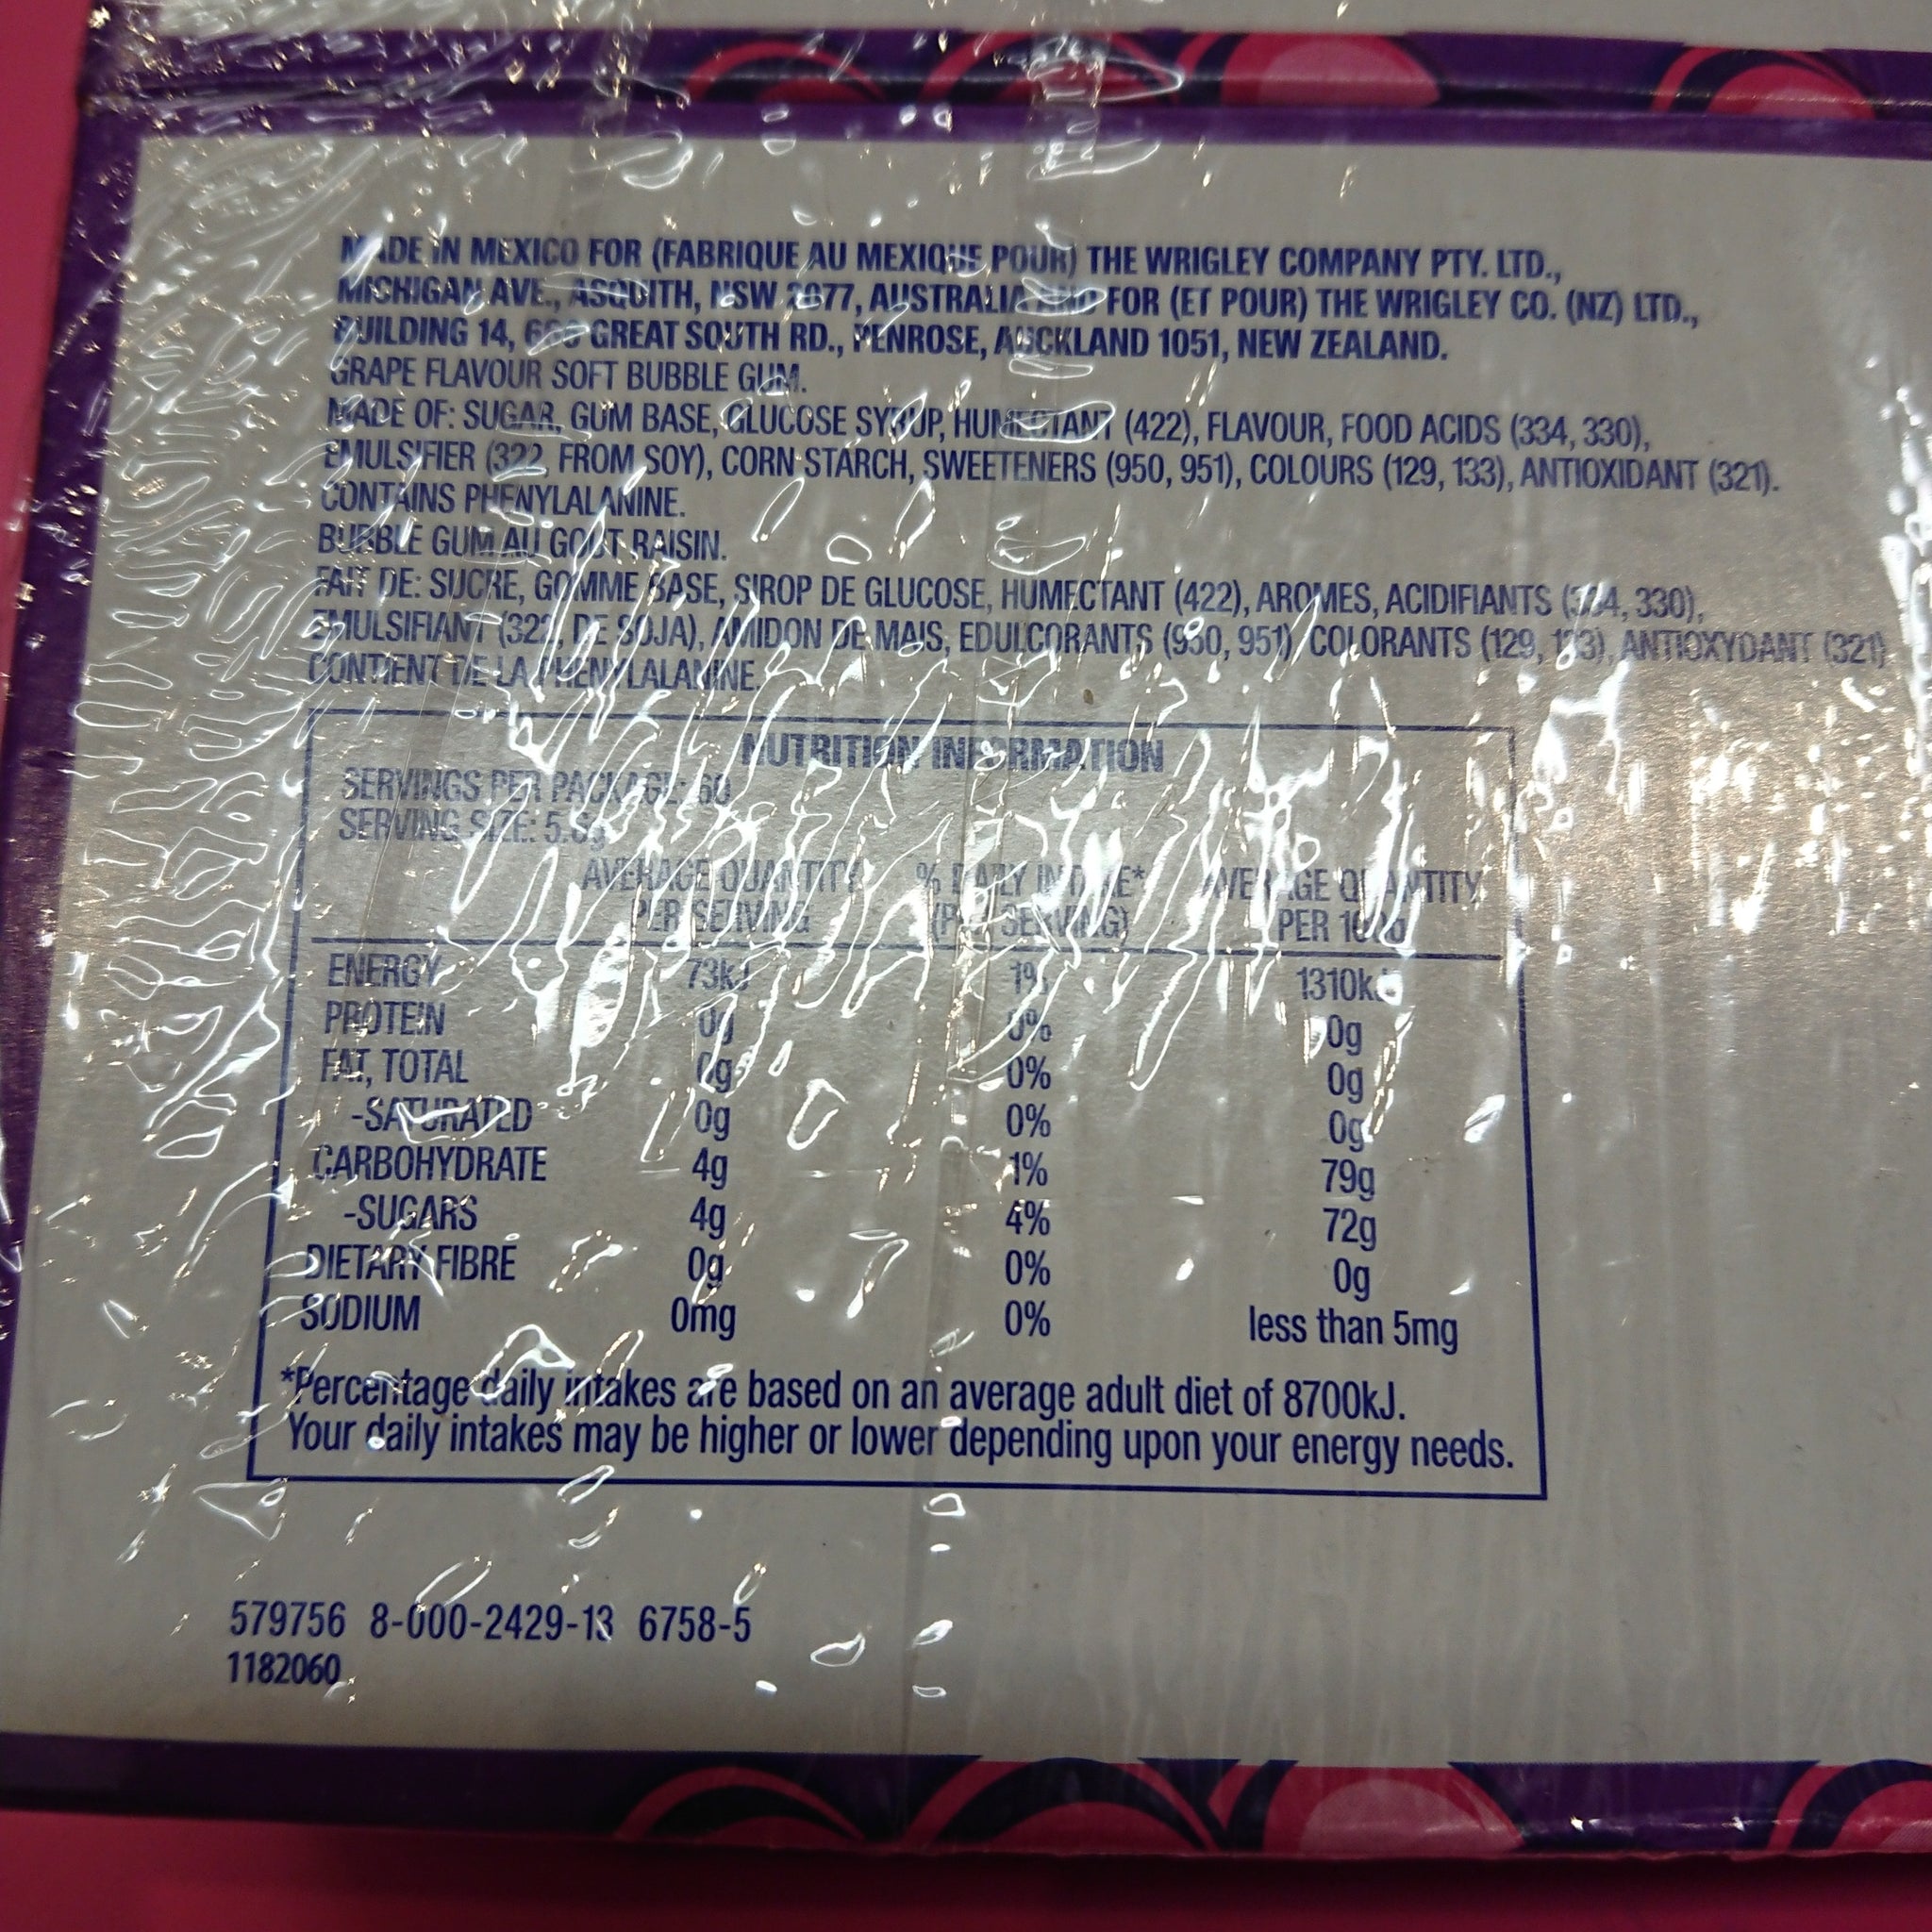 MADE IN MEXICO FOR (FABRIQUE AU MEXIQUE POUR) THE WRIGLEY COMPANY PTY. LTD.,
MICHIGAN AVE., ASQUITH, NSW 2077, AUSTRALIA AND FOR (ET POUR) THE WRIGLEY CO. (NZ) LTD.,
BUILDING 14, GREAT SOUTH RD., PENROSE, AUCKLAND 1051, NEW ZEALAND.
GRAPE FLAVOUR SOFT BUBBLE GUM.
MADE OF: SUGAR, GUM BASE, GLUCOSE SYRUP, HUMECTANT (422), FLAVOUR, FOOD ACIDS (334, 330),
EMULSIFIER (322, FROM SOY), CORN STARCH, SWEETENERS (950, 951), COLOURS (129, 133), ANTIOXIDANT (321).
CONTAINS PHENYLALANINE.
BUBBLE GUM AU GOUT RAISIN.
FAIT DE: SUCRE, GOMME BASE, SIROP DE GLUCOSE, HUMECTANT (422), AROMES, ACIDIFIANTS (334, 330),
EMULSIFIANT (322, DE SOJA), AMIDON DE MAIS, EDULCORANTS (950, 951), COLORANTS (129, 133), ANTIOXYDANT (321)
CONTIENT DE LA PHENYLALANINE.
NUTRITION INFORMATION
SERVINGS PER PACKAGE: 60
SERVING SIZE:
AVERAGE QUANTITY % DAILY INTAKE* AVERAGE QUANTITY
PER SERVING (PER SERVING) PER 100g
ENERGY 73kJ 1% 1310kJ
PROTEIN 0g 0% 0g
FAT, TOTAL 0g 0% 0g
-SATURATED 0g 0% 0g
CARBOHYDRATE 4g 1% 79g
-SUGARS 4g 4% 72g
DIETARY FIBRE 0g 0% 0g
SODIUM 0mg 0% less than 5mg
*Percentage daily intakes are based on an average adult diet of 8700kJ.
Your daily intakes may be higher or lower depending upon your energy needs.
579756 8-000-2429-13 6758-5
1182060